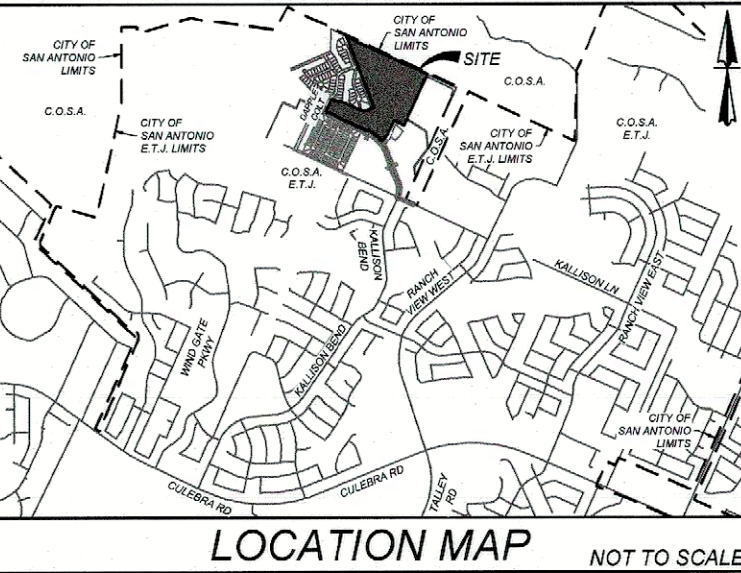 CITY OF
SAN ANTONIO
LIMITS
SITE
CITY OF
SAN ANTONIO
LIMITS
C.O.S.A.
C.O.S.A.
DAPPLE
COLT
CITY OF
SAN ANTONIO
E.T.J. LIMITS
CITY OF
SAN ANTONIO
E.T.J. LIMITS
C.O.S.A.
E.T.J.
C.O.S.A.
C.O.S.A.
E.T.J.
KALLISON
BEND
RANCH
VIEW WEST
KALLISON LN
RANCH VIEW EAST
WIND GATE
PKWY
KALLISON BEND
CITY OF
SAN ANTONIO
LIMITS
CULEBRA RD
CULEBRA RD
TALLEY
RD
LOCATION MAP
NOT TO SCALE